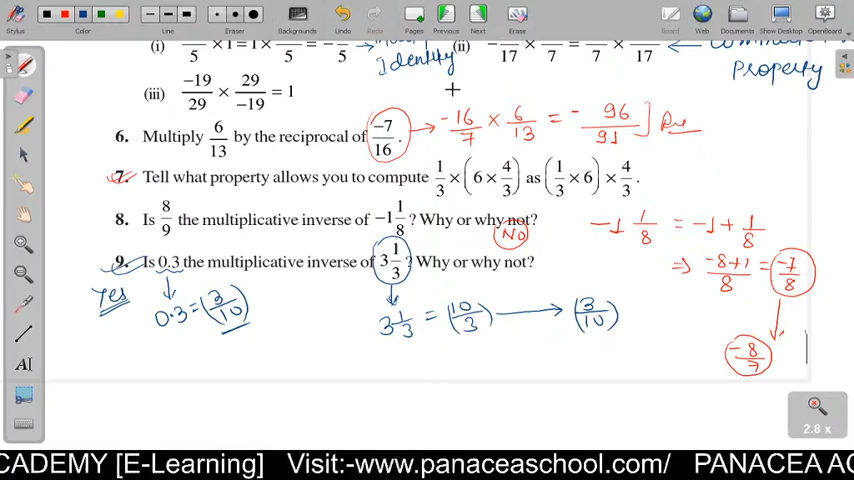 Stylus Colors Line Eraser Backgrounds Undo Redo Pages Previous Next Erase Board Web Documents Show Desktop OpenBoard
(i) 5 × 1 = 1 × 5 = − 5 Identity (ii) − 17 × 7 = 7 × 17
Property
(iii) −19/29 × 29/−19 = 1
6. Multiply 6/13 by the reciprocal of −7/16. → −16/7 × 6/13 = − 96/91] Ans
7. Tell what property allows you to compute 1/3 × (6 × 4/3) as (1/3 × 6) × 4/3.
8. Is 8/9 the multiplicative inverse of −1 1/8? Why or why not?
NO
−1 1/8 = −1 + 1/8
9. Is 0.3 the multiplicative inverse of 3 1/3? Why or why not?
⇒ −8+1/8 = −7/8
Yes
0.3 = (3/10)
3 1/3 = (10/3) → (3/10)
−8/7
2.8 x
CADEMY [E-Learning] Visit:-www.panaceaschool.com/ PANACEA AC